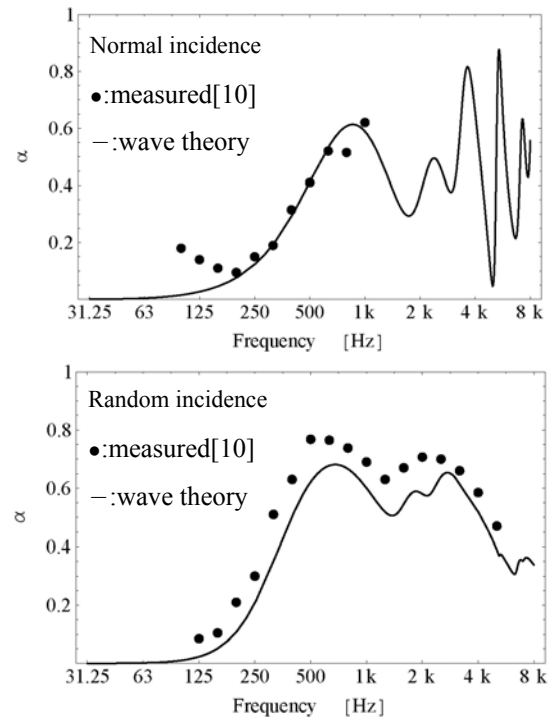 1
Normal incidence
0.8
●:measured[10]
0.6
—:wave theory
α
0.4
0.2
31.25 63 125 250 500 1k 2 k 4 k 8 k
Frequency [Hz]
1
Random incidence
0.8
●:measured[10]
0.6
—:wave theory
α
0.4
0.2
31.25 63 125 250 500 1k 2 k 4 k 8 k
Frequency [Hz]